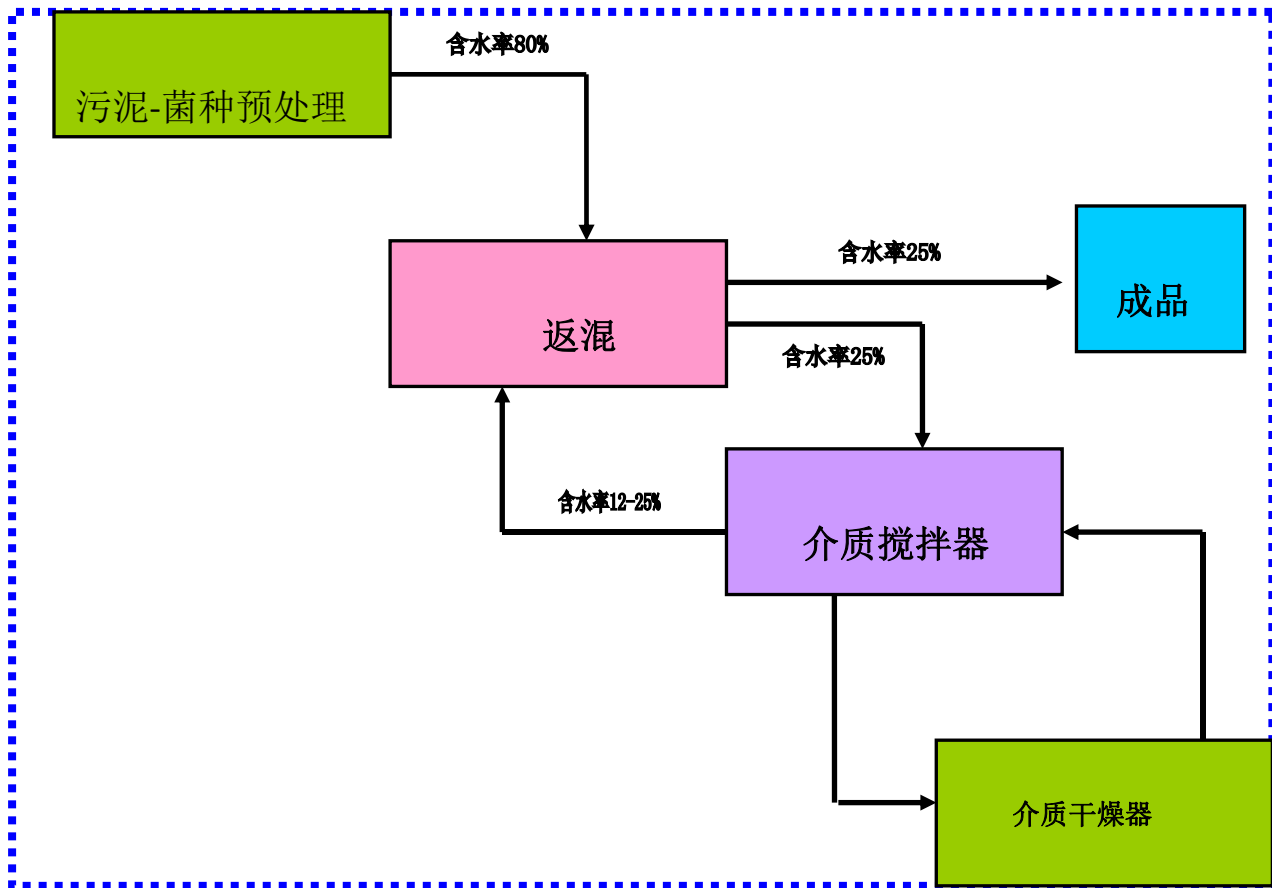 含水率80%
污泥-菌种预处理
含水率25%
成品
返混
含水率25%
含水率12-25%
介质搅拌器
介质干燥器